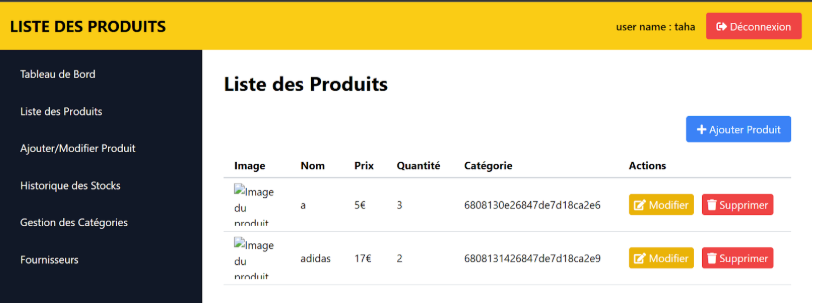 LISTE DES PRODUITS
user name : taha
Déconnexion
Tableau de Bord
Liste des Produits
Ajouter/Modifier Produit
Historique des Stocks
Gestion des Catégories
Fournisseurs
Liste des Produits
Ajouter Produit
Image Nom Prix Quantité Catégorie Actions
Image
du
produit
a 5€ 3 6808130e26847de7d18ca2e6 Modifier Supprimer
Image
du
produit
adidas 17€ 2 6808131426847de7d18ca2e9 Modifier Supprimer